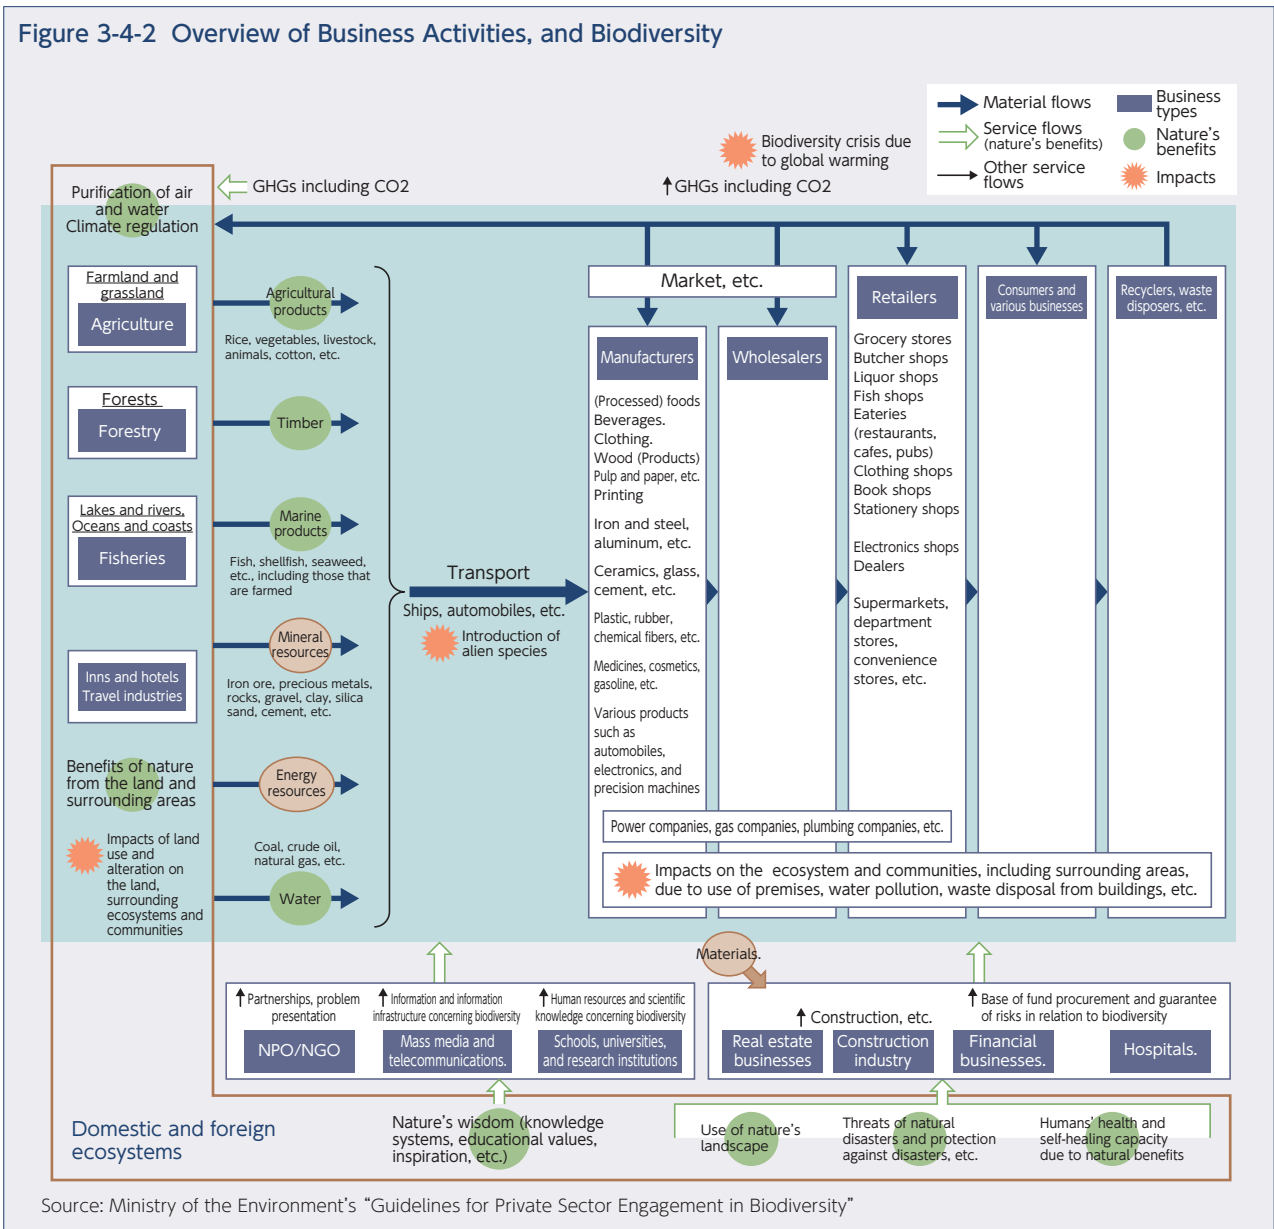 Figure 3-4-2 Overview of Business Activities, and Biodiversity
Material flows
Service flows
(nature's benefits)
Other service
flows
Business
types
Nature's
benefits
Impacts
Biodiversity crisis due
to global warming
GHGs including CO2
GHGs including CO2
Purification of air
and water
Climate regulation
Farmland and
grassland
Agriculture
Forests
Forestry
Lakes and rivers,
Oceans and coasts
Fisheries
Inns and hotels
Travel industries
Benefits of nature
from the land and
surrounding areas
Impacts of land
use and
alteration on
the land,
surrounding
ecosystems and
communities
Agricultural
products
Rice, vegetables, livestock,
animals, cotton, etc.
Timber
Marine
products
Fish, shellfish, seaweed,
etc., including those that
are farmed
Mineral
resources
Iron ore, precious metals,
rocks, gravel, clay, silica
sand, cement, etc.
Energy
resources
Coal, crude oil,
natural gas, etc.
Water
Transport
Ships, automobiles, etc.
Introduction of
alien species
Market, etc.
Manufacturers
(Processed) foods
Beverages.
Clothing.
Wood (Products)
Pulp and paper, etc.
Printing
Iron and steel,
aluminum, etc.
Ceramics, glass,
cement, etc.
Plastic, rubber,
chemical fibers, etc.
Medicines, cosmetics,
gasoline, etc.
Various products
such as
automobiles,
electronics, and
precision machines
Wholesalers
Retailers
Grocery stores
Butcher shops
Liquor shops
Fish shops
Eateries
(restaurants,
cafes, pubs)
Clothing shops
Book shops
Stationery shops
Electronics shops
Dealers
Supermarkets,
department
stores,
convenience
stores, etc.
Consumers and
various businesses
Recyclers, waste
disposers, etc.
Power companies, gas companies, plumbing companies, etc.
Impacts on the ecosystem and communities, including surrounding areas,
due to use of premises, water pollution, waste disposal from buildings, etc.
Materials.
Partnerships, problem
presentation
NPO/NGO
Information and information
infrastructure concerning biodiversity
Mass media and
telecommunications.
Human resources and scientific
knowledge concerning biodiversity
Schools, universities,
and research institutions
Construction, etc.
Real estate
businesses
Construction
industry
Base of fund procurement and guarantee
of risks in relation to biodiversity
Financial
businesses.
Hospitals.
Domestic and foreign
ecosystems
Nature's wisdom (knowledge
systems, educational values,
inspiration, etc.)
Use of nature's
landscape
Threats of natural
disasters and protection
against disasters, etc.
Humans' health and
self-healing capacity
due to natural benefits
Source: Ministry of the Environment's "Guidelines for Private Sector Engagement in Biodiversity"